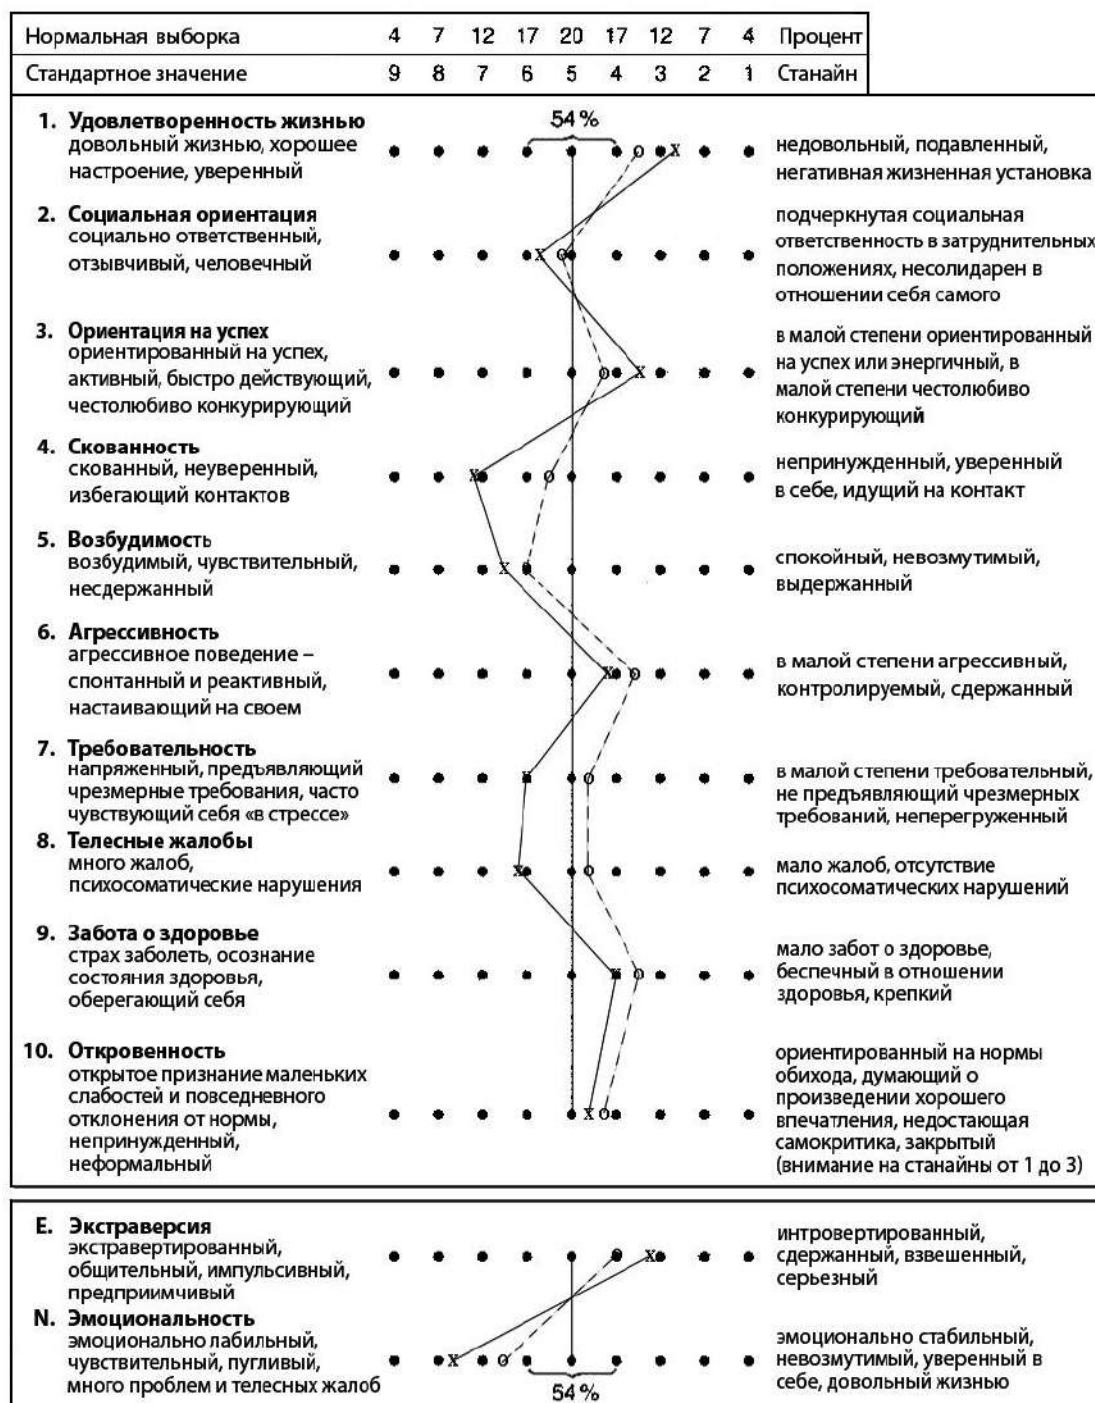 Нормальная выборка 4 7 12 17 20 17 12 7 4 Процент
Стандартное значение 9 8 7 6 5 4 3 2 1 Станайн
54 %
1. Удовлетворенность жизнью
довольный жизнью, хорошее
настроение, уверенный
недовольный, подавленный,
негативная жизненная установка
2. Социальная ориентация
социально ответственный,
отзывчивый, человечный
подчеркнутая социальная
ответственность в затруднительных
положениях, несолидарен в
отношении себя самого
3. Ориентация на успех
ориентированный на успех,
активный, быстро действующий,
честолюбиво конкурирующий
в малой степени ориентированный
на успех или энергичный, в
малой степени честолюбиво
конкурирующий
4. Скованность
скованный, неуверенный,
избегающий контактов
непринужденный, уверенный
в себе, идущий на контакт
5. Возбудимость
возбудимый, чувствительный,
несдержанный
спокойный, невозмутимый,
выдержанный
6. Агрессивность
агрессивное поведение –
спонтанный и реактивный,
настаивающий на своем
в малой степени агрессивный,
контролируемый, сдержанный
7. Требовательность
напряженный, предъявляющий
чрезмерные требования, часто
чувствующий себя «в стрессе»
в малой степени требовательный,
не предъявляющий чрезмерных
требований, неперегруженный
8. Телесные жалобы
много жалоб,
психосоматические нарушения
мало жалоб, отсутствие
психосоматических нарушений
9. Забота о здоровье
страх заболеть, осознание
состояния здоровья,
оберегающий себя
мало забот о здоровье,
беспечный в отношении
здоровья, крепкий
10. Откровенность
открытое признание маленьких
слабостей и повседневного
отклонения от нормы,
непринужденный,
неформальный
ориентированный на нормы
обихода, думающий о
произведении хорошего
впечатления, недостающая
самокритика, закрытый
(внимание на станайны от 1 до 3)
E. Экстраверсия
экстравертированный,
общительный, импульсивный,
предприимчивый
интровертированный,
сдержанный, взвешенный,
серьезный
N. Эмоциональность
эмоционально лабильный,
чувствительный, пугливый,
много проблем и телесных жалоб
эмоционально стабильный,
невозмутимый, уверенный в
себе, довольный жизнью
54 %